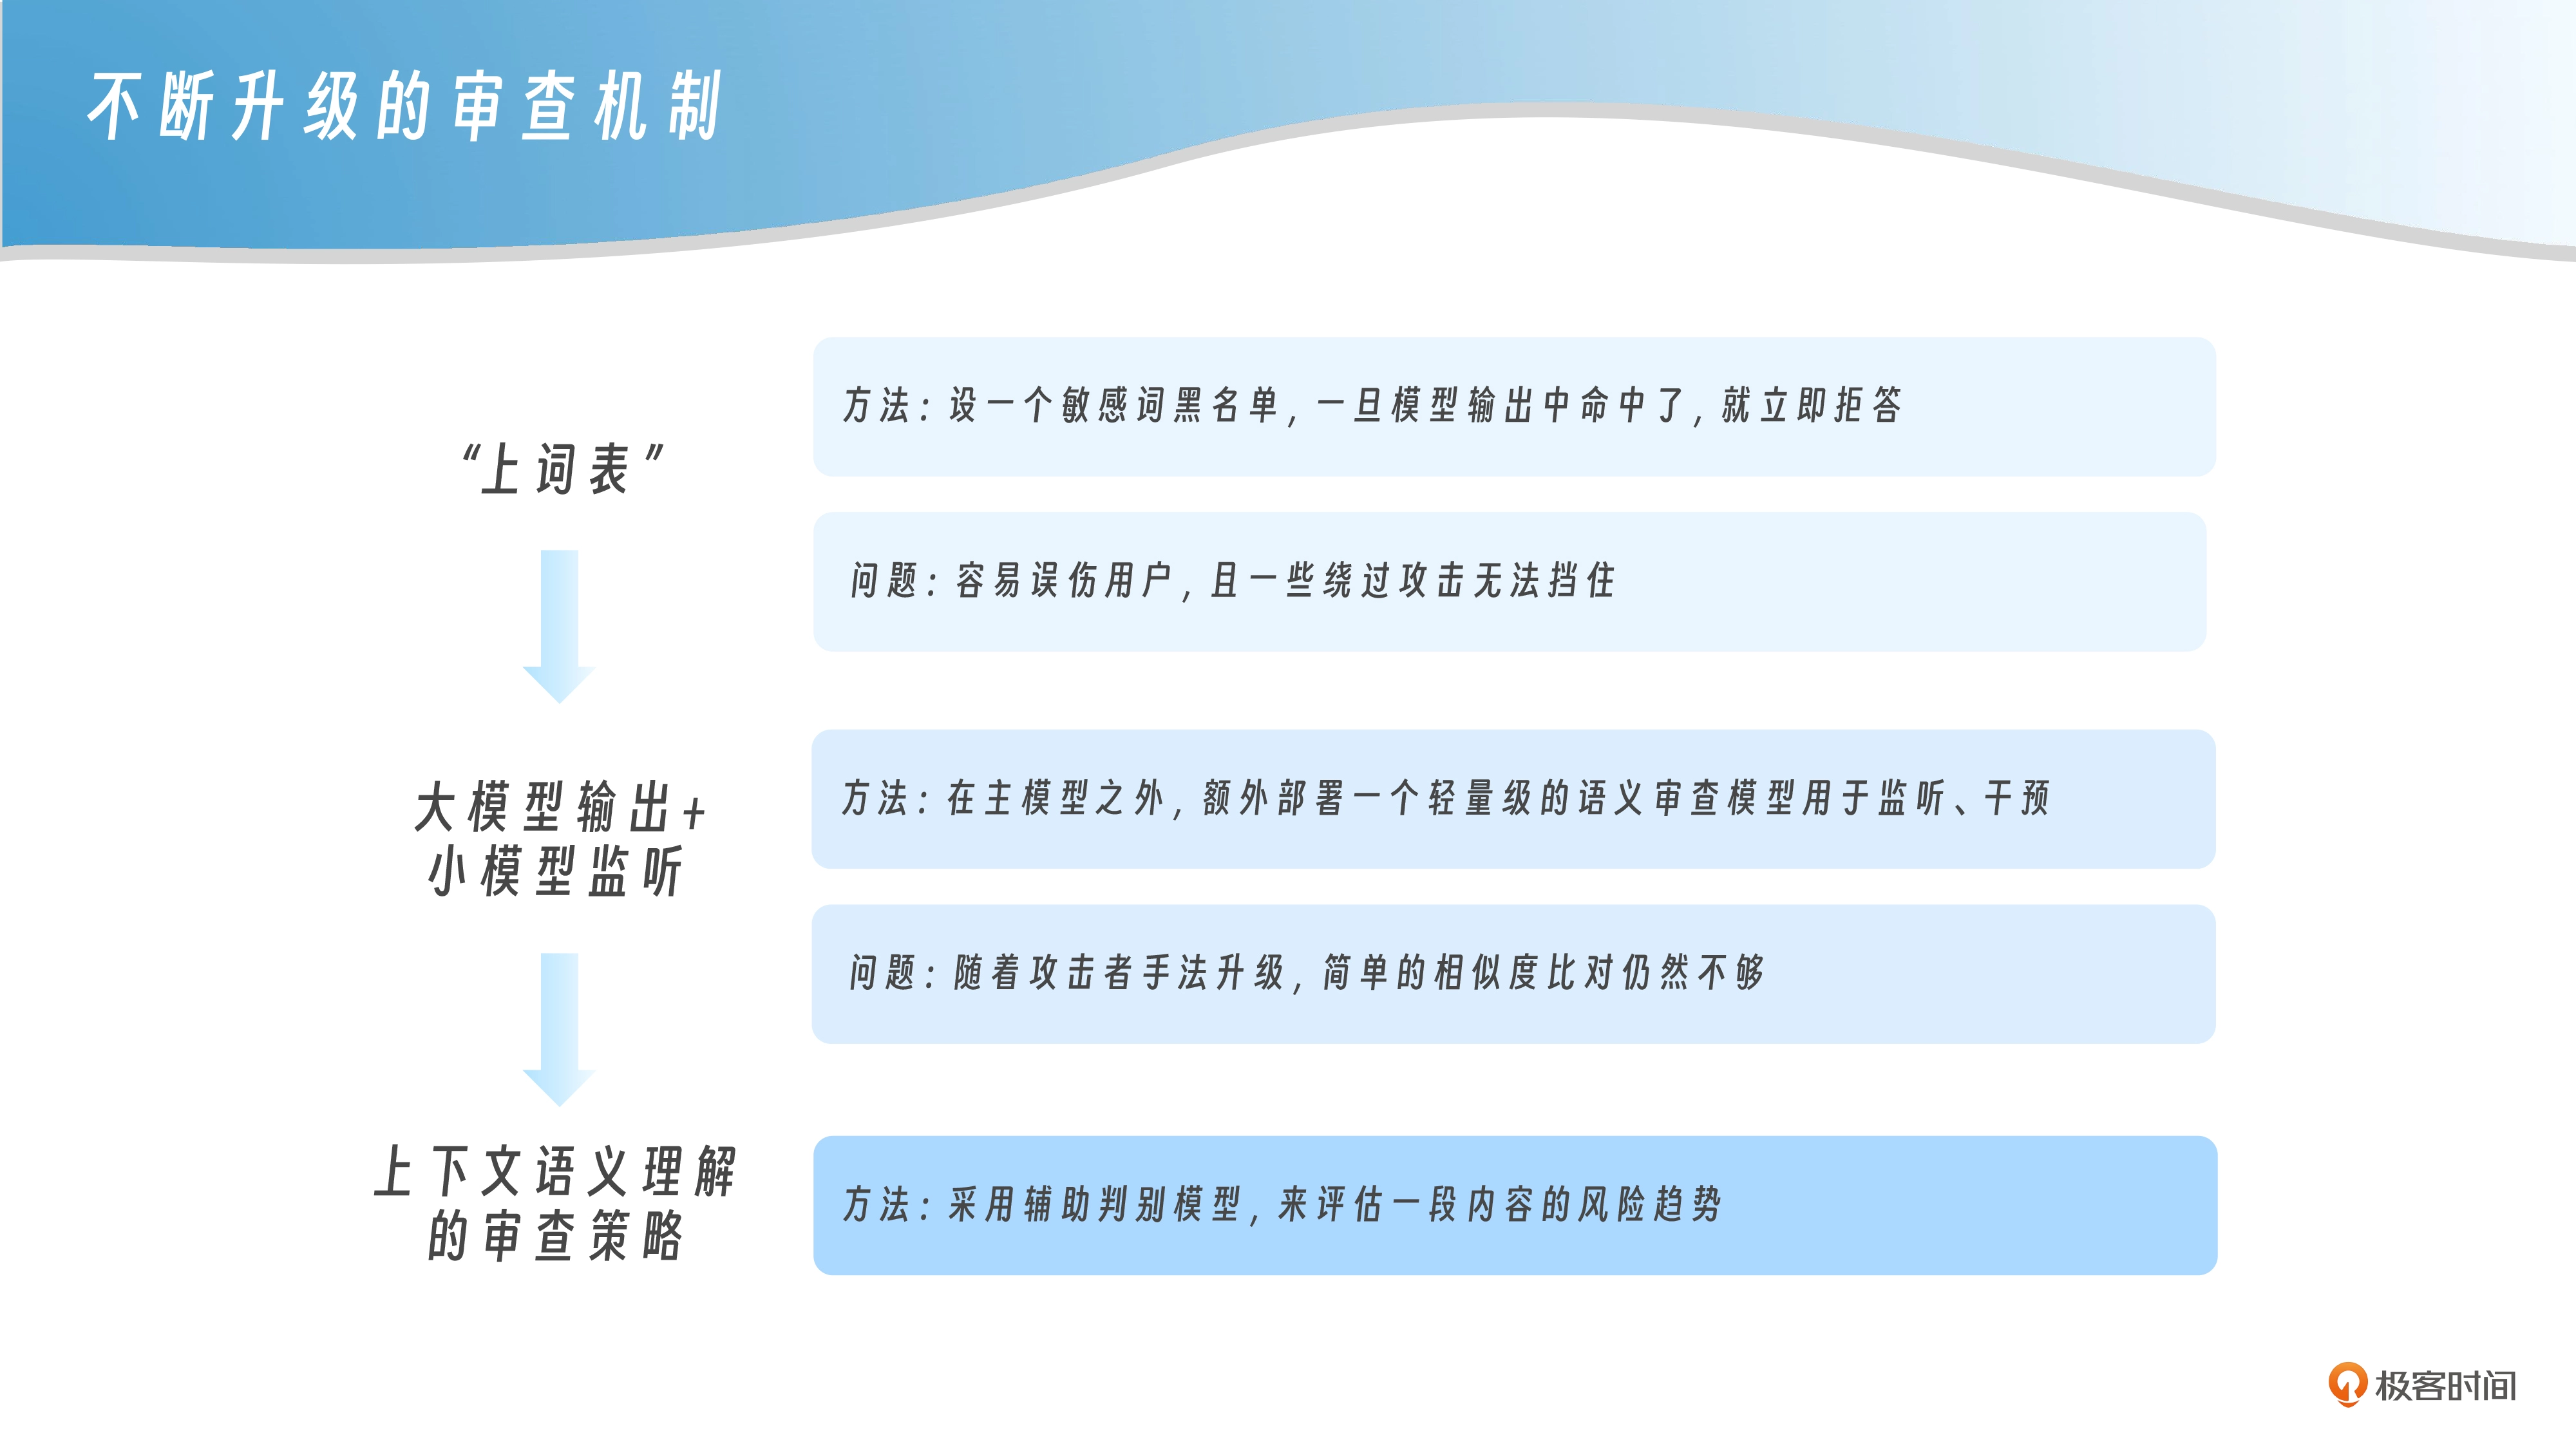 不断升级的审查机制
“上词表”
方法：设一个敏感词黑名单，一旦模型输出中命中了，就立即拒答
问题：容易误伤用户，且一些绕过攻击无法挡住
大模型输出+
小模型监听
方法：在主模型之外，额外部署一个轻量级的语义审查模型用于监听、干预
问题：随着攻击者手法升级，简单的相似度比对仍然不够
上下文语义理解
的审查策略
方法：采用辅助判别模型，来评估一段内容的风险趋势
极客时间